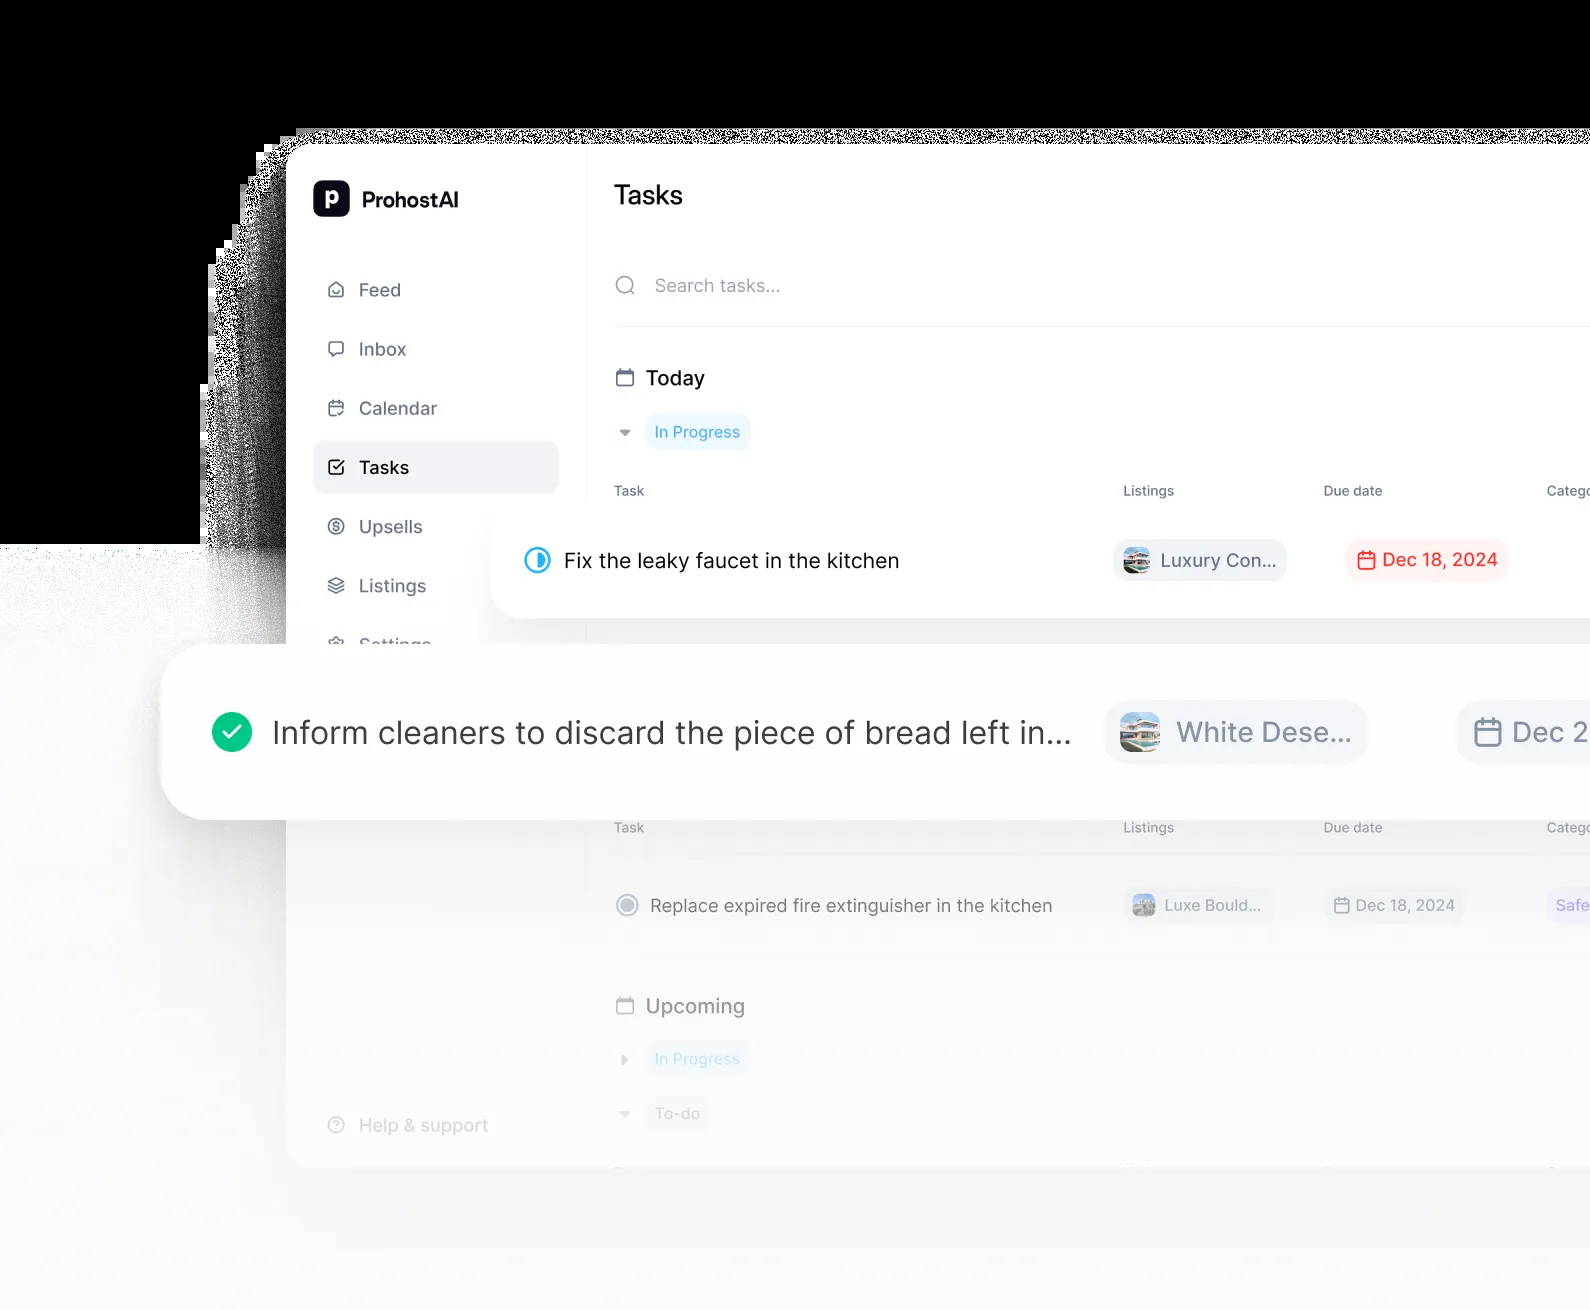 p ProhostAI
Feed
Inbox
Calendar
Tasks
Upsells
Listings
Settings
Help & support
Tasks
Search tasks...
Today
In Progress
Task Listings Due date Catego
Fix the leaky faucet in the kitchen Luxury Con... Dec 18, 2024
Inform cleaners to discard the piece of bread left in... White Dese... Dec 2
Task Listings Due date Catego
Replace expired fire extinguisher in the kitchen Luxe Bould... Dec 18, 2024 Safe
Upcoming
In Progress
To-do